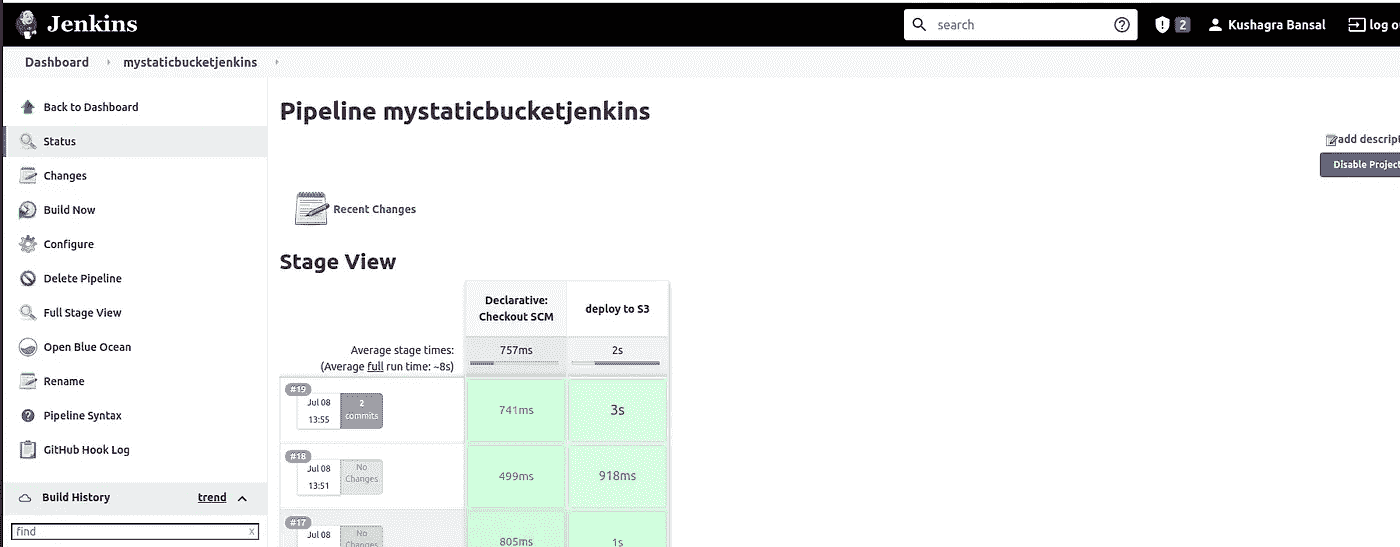 Jenkins
search
2
Kushagra Bansal
log o
Dashboard
mystaticbucketjenkins
Back to Dashboard
Status
Changes
Build Now
Configure
Delete Pipeline
Full Stage View
Open Blue Ocean
Rename
Pipeline Syntax
GitHub Hook Log
Build History
trend
find
x
Pipeline mystaticbucketjenkins
add descript
Disable Project
Recent Changes
Stage View
Declarative:
Checkout SCM
deploy to S3
Average stage times:
(Average full run time: ~8s)
757ms
2s
#19
Jul 08
13:55
2
commits
741ms
3s
#18
Jul 08
13:51
No
Changes
499ms
918ms
#17
Jul 08
No
Changes
805ms
1s